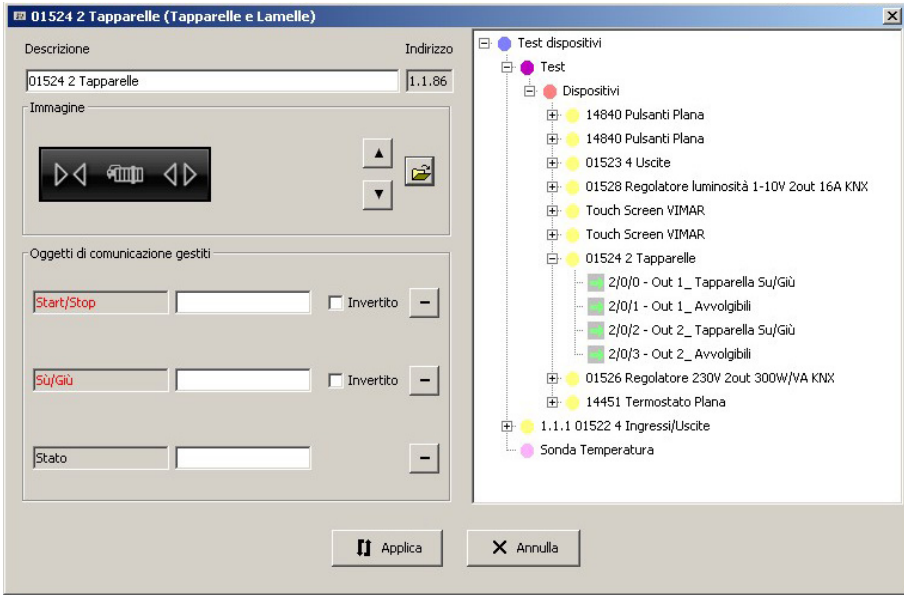 01524 2 Tapparelle (Tapparelle e Lamelle)
Descrizione
Indirizzo
01524 2 Tapparelle
1.1.86
Immagine
Oggetti di comunicazione gestiti
Start/Stop
Invertito
Sù/Giù
Invertito
Stato
Test dispositivi
Test
Dispositivi
14840 Pulsanti Plana
14840 Pulsanti Plana
01523 4 Uscite
01528 Regolatore luminosità 1-10V 2out 16A KNX
Touch Screen VIMAR
Touch Screen VIMAR
01524 2 Tapparelle
2/0/0 - Out 1_ Tapparella Su/Giù
2/0/1 - Out 1_ Avvolgibili
2/0/2 - Out 2_ Tapparella Su/Giù
2/0/3 - Out 2_ Avvolgibili
01526 Regolatore 230V 2out 300W/VA KNX
14451 Termostato Plana
1.1.1 01522 4 Ingressi/Uscite
Sonda Temperatura
Applica
Annulla